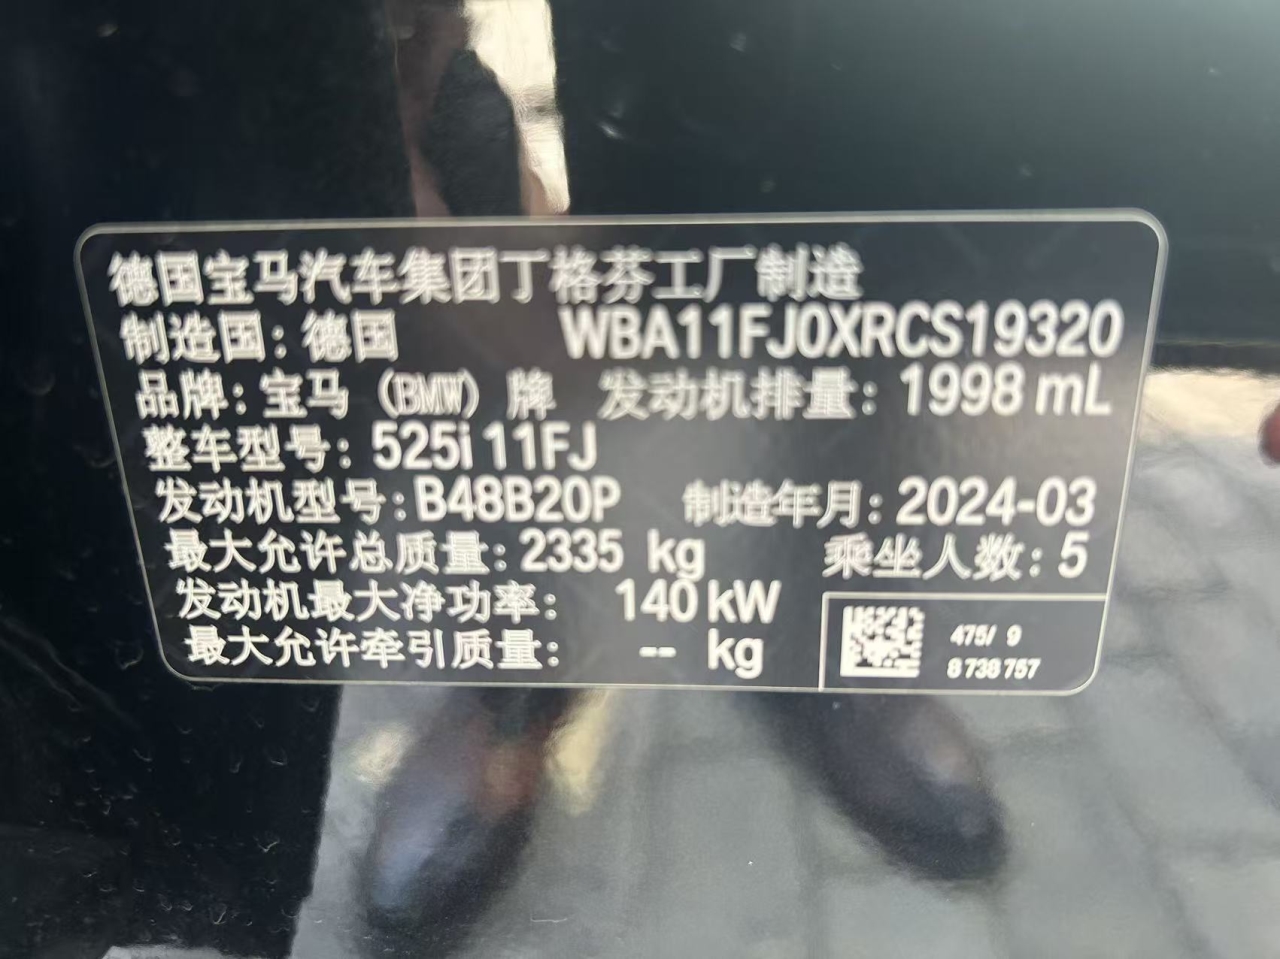 德国宝马汽车集团丁格芬工厂制造
制造国：德国 WBA11FJ0XRCS19320
品牌：宝马（BMW）牌 发动机排量：1998 mL
整车型号：525i 11FJ
发动机型号：B48B20P 制造年月：2024-03
最大允许总质量：2335 kg 乘坐人数：5
发动机最大净功率： 140 kW
最大允许牵引质量： -- kg
475/ 9
8 738 757